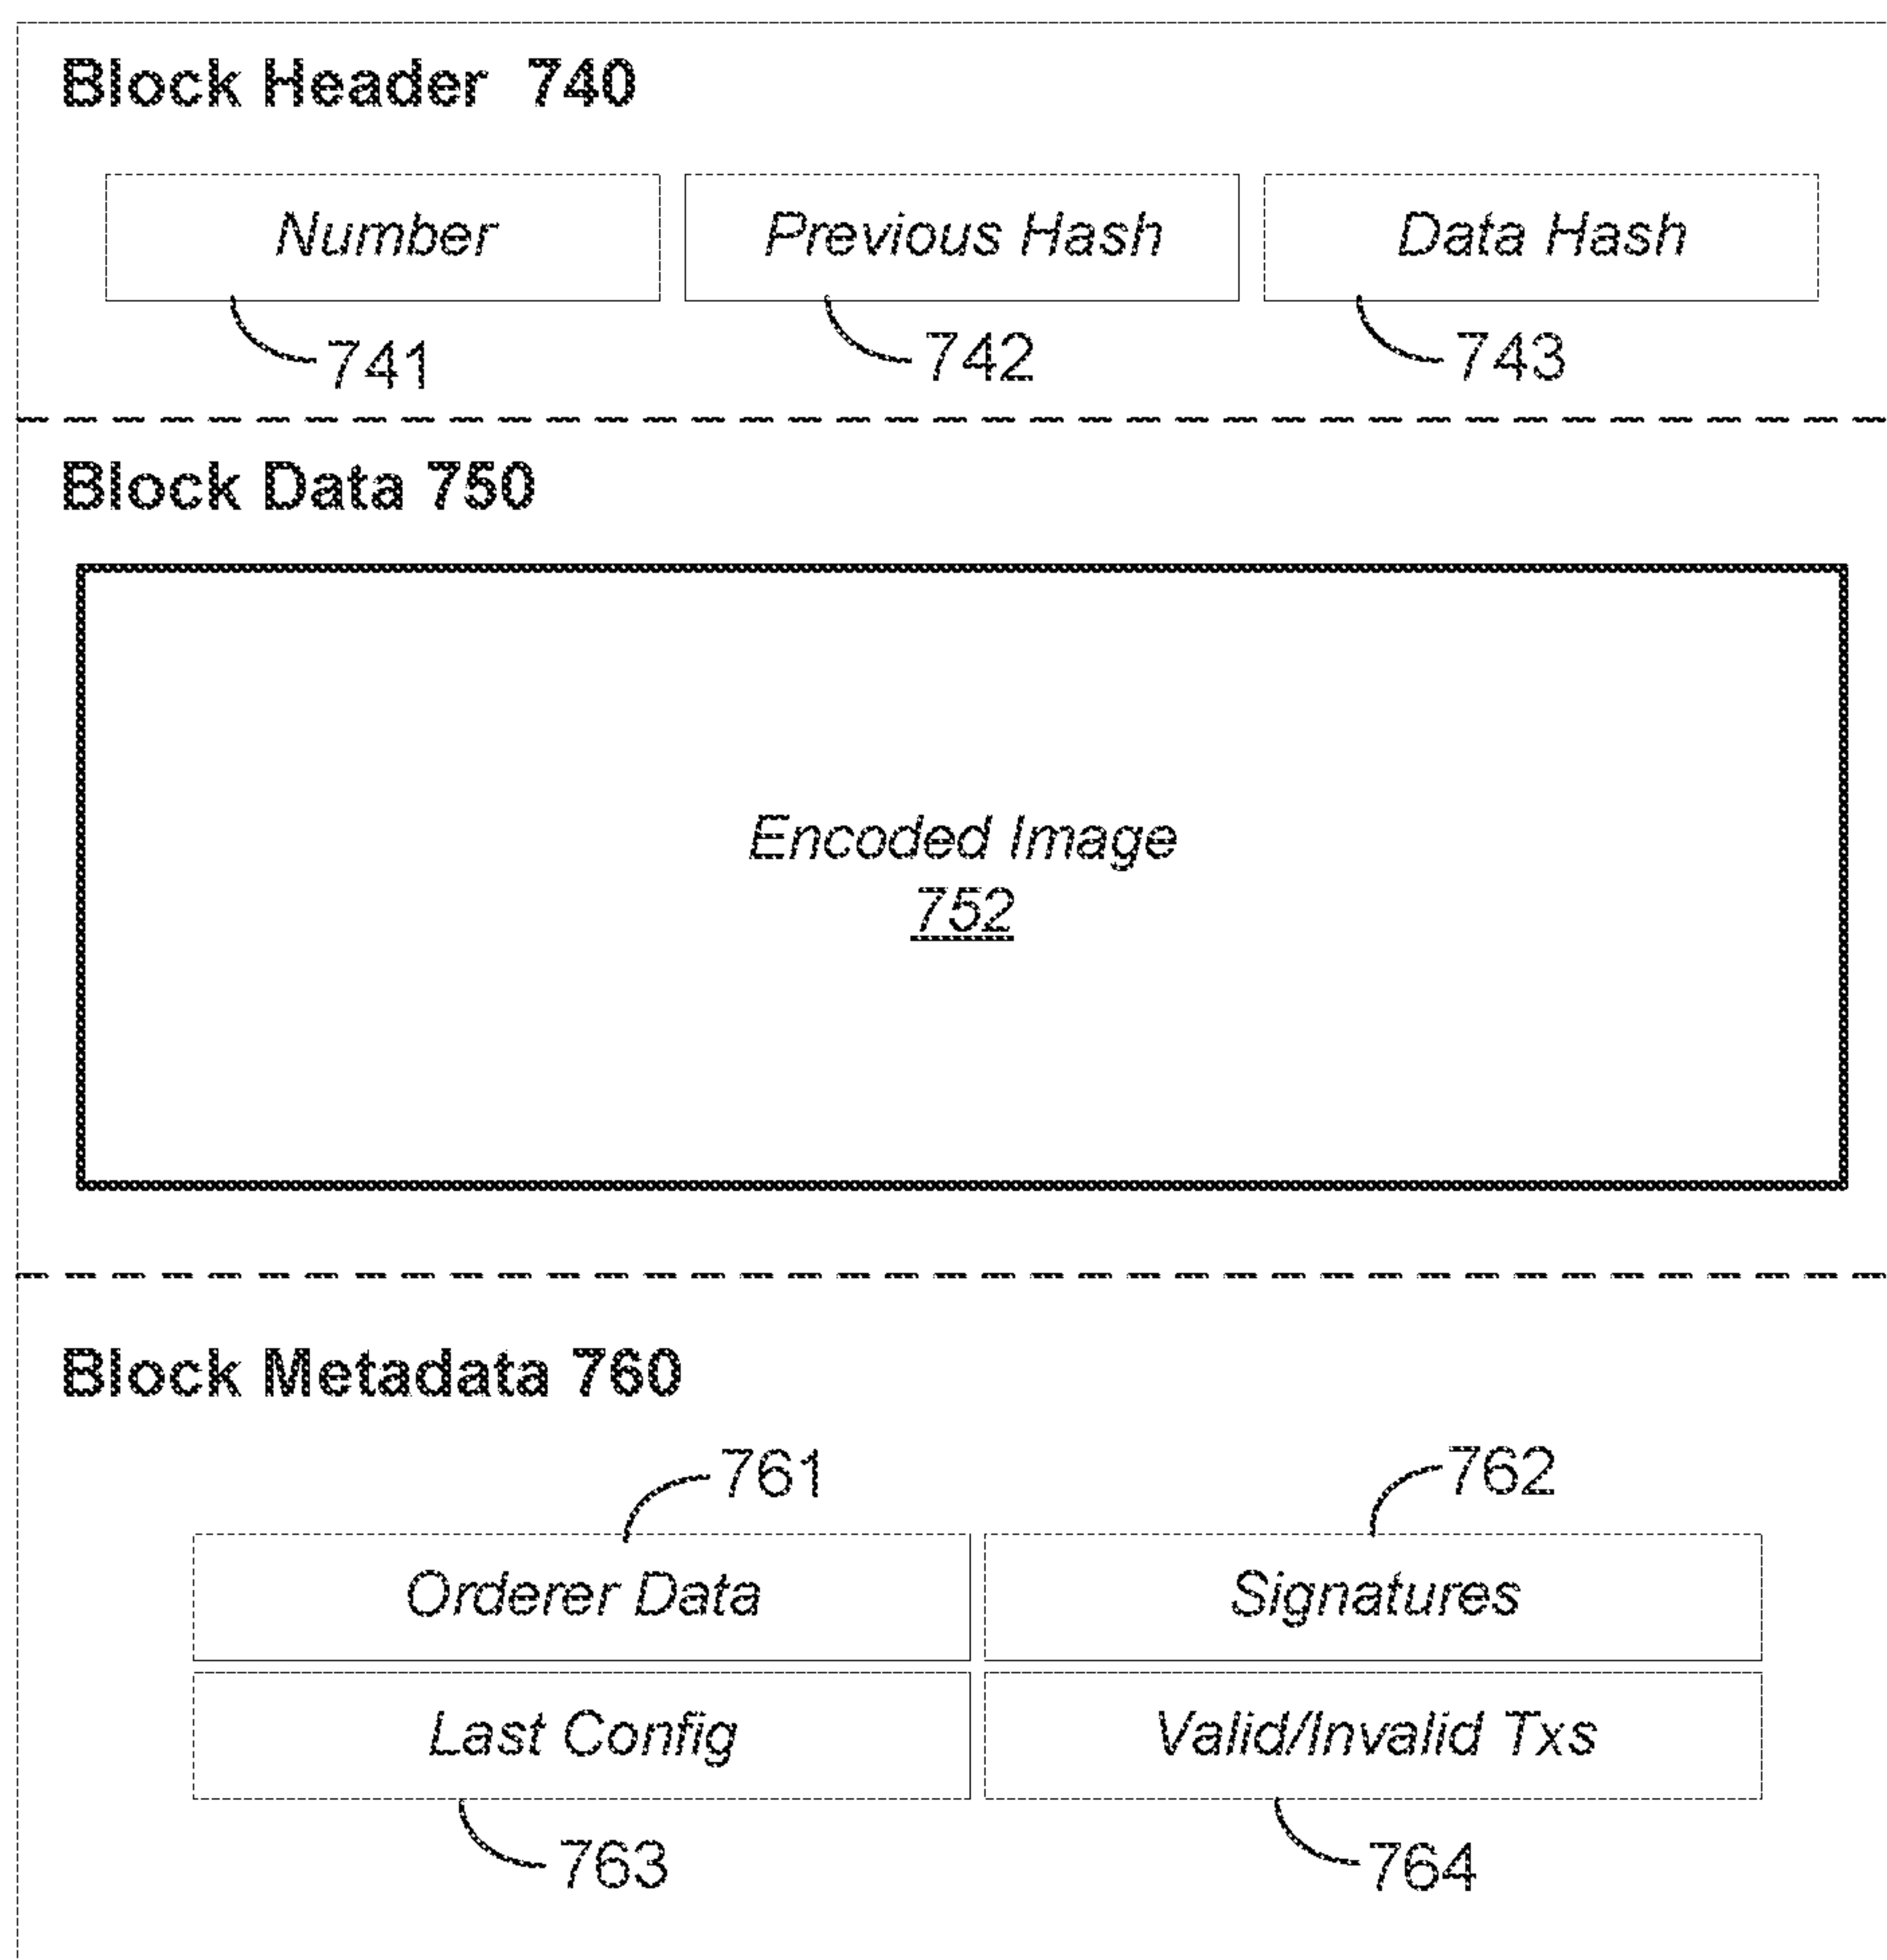 Block Header 740
Number
Previous Hash
Data Hash
741
742
743
Block Data 750
Encoded Image
752
Block Metadata 760
761
762
Orderer Data
Signatures
Last Config
Valid/Invalid Txs
763
764